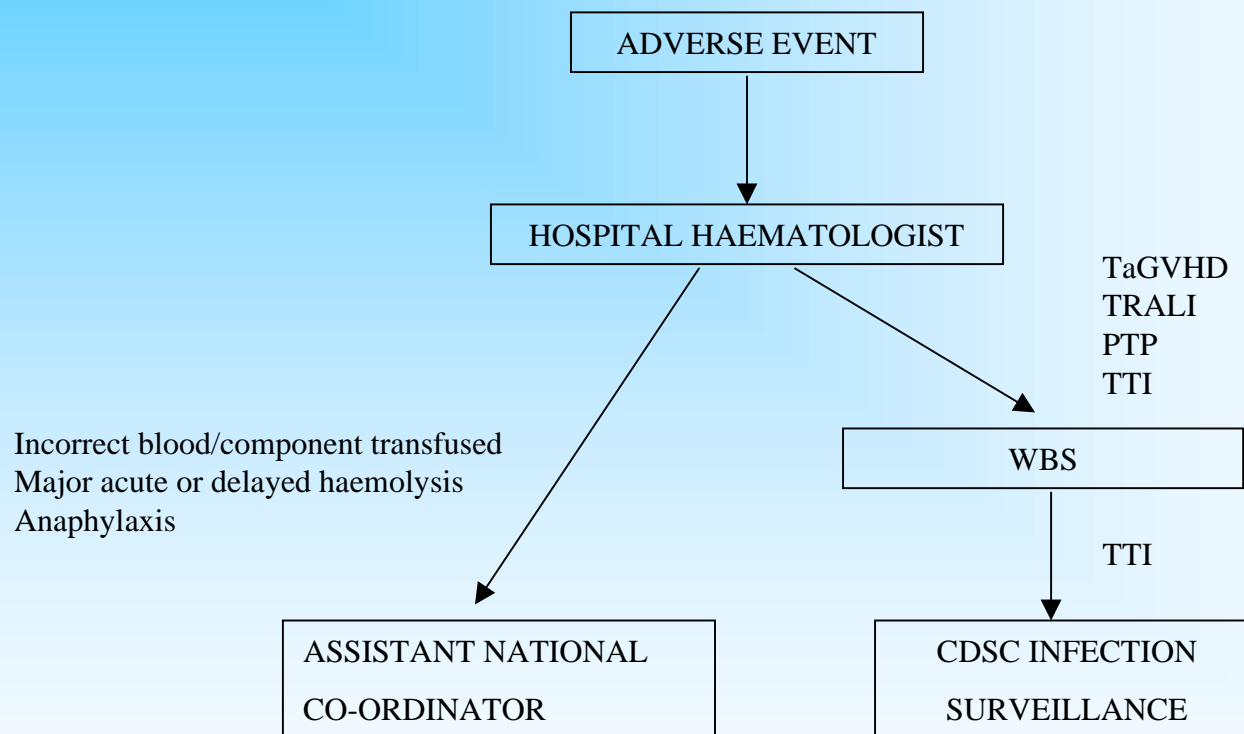 ADVERSE EVENT
HOSPITAL HAEMATOLOGIST
TaGVHD
TRALI
PTP
TTI
Incorrect blood/component transfused
Major acute or delayed haemolysis
Anaphylaxis
WBS
TTI
ASSISTANT NATIONAL
CO-ORDINATOR
CDSC INFECTION
SURVEILLANCE